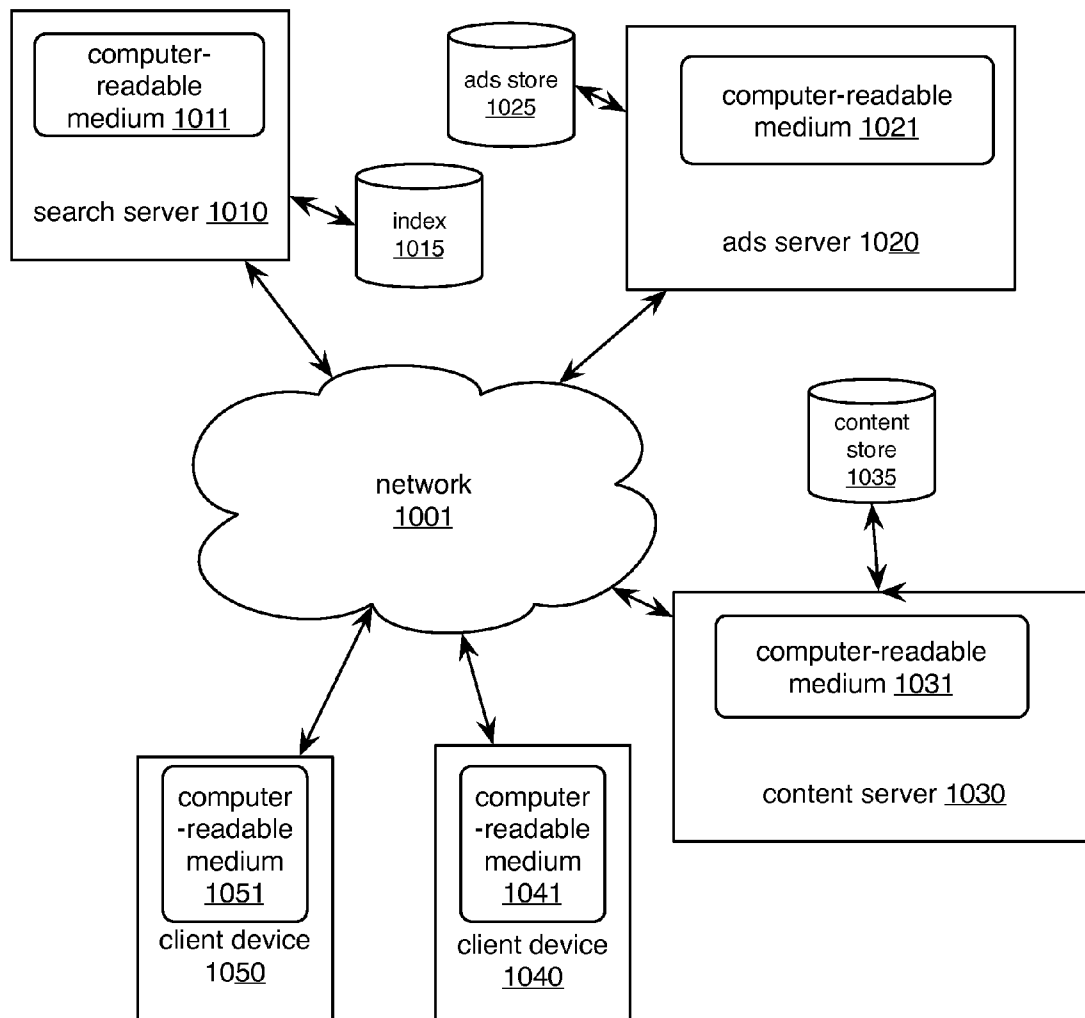 computer-
readable
medium 1011
search server 1010
index
1015
ads store
1025
computer-readable
medium 1021
ads server 1020
network
1001
content
store
1035
computer-readable
medium 1031
content server 1030
computer
-readable
medium
1051
client device
1050
computer
-readable
medium
1041
client device
1040